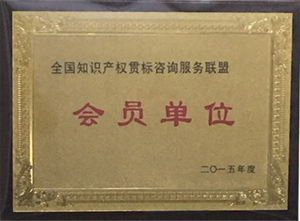 全国知识产权贯标咨询服务联盟
会员单位
二〇一五年度